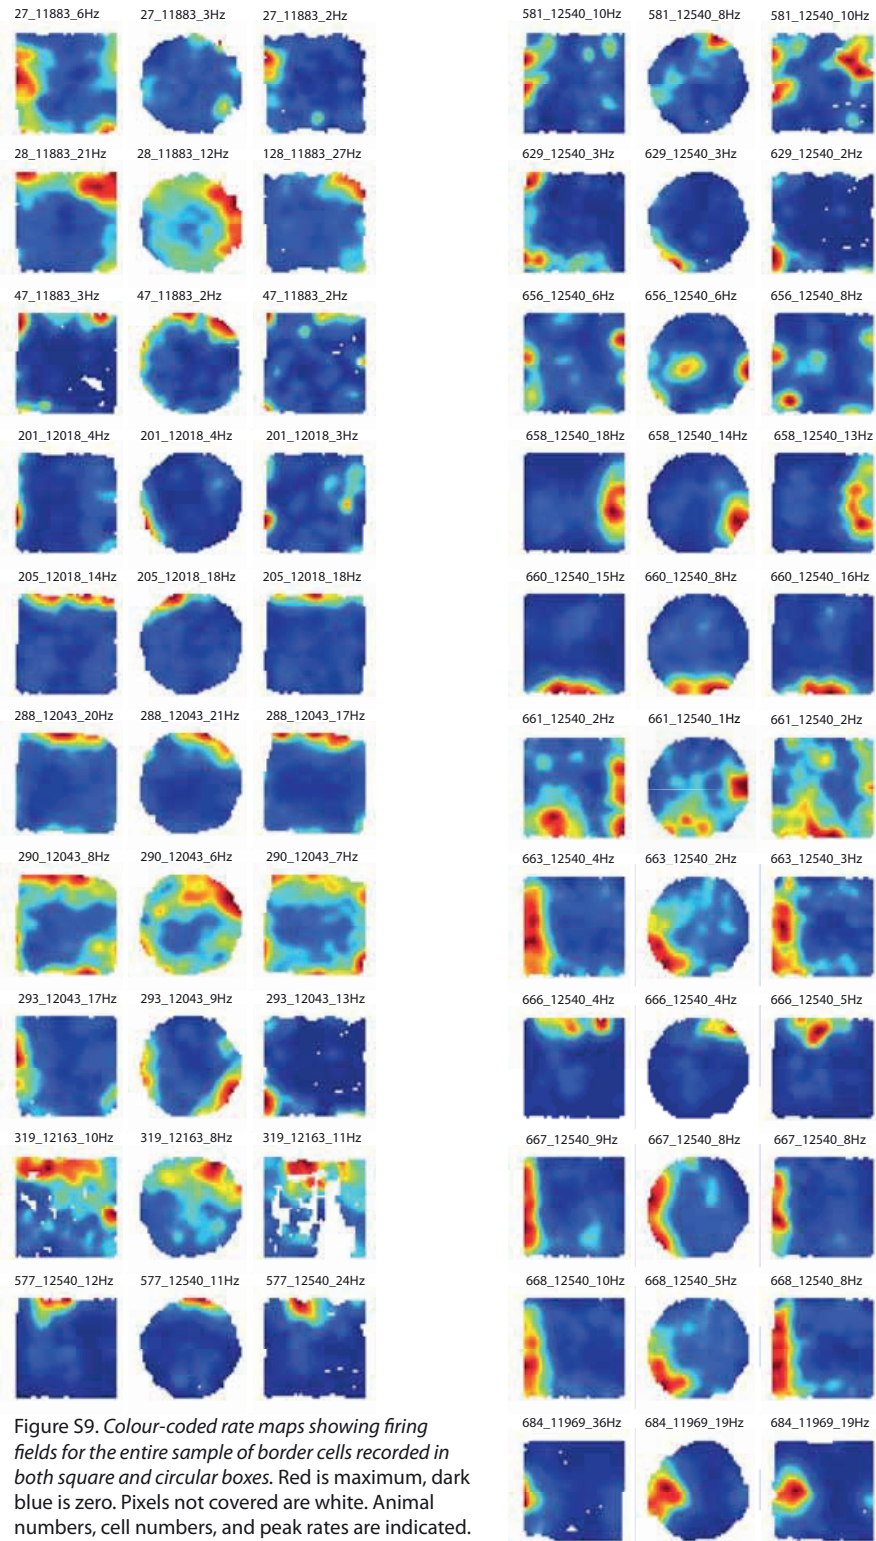 27_11883_6Hz 27_11883_3Hz 27_11883_2Hz
28_11883_21Hz 28_11883_12Hz 128_11883_27Hz
47_11883_3Hz 47_11883_2Hz 47_11883_2Hz
201_12018_4Hz 201_12018_4Hz 201_12018_3Hz
205_12018_14Hz 205_12018_18Hz 205_12018_18Hz
288_12043_20Hz 288_12043_21Hz 288_12043_17Hz
290_12043_8Hz 290_12043_6Hz 290_12043_7Hz
293_12043_17Hz 293_12043_9Hz 293_12043_13Hz
319_12163_10Hz 319_12163_8Hz 319_12163_11Hz
577_12540_12Hz 577_12540_11Hz 577_12540_24Hz
Figure S9. Colour-coded rate maps showing firing
fields for the entire sample of border cells recorded in
both square and circular boxes. Red is maximum, dark
blue is zero. Pixels not covered are white. Animal
numbers, cell numbers, and peak rates are indicated.
581_12540_10Hz 581_12540_8Hz 581_12540_10Hz
629_12540_3Hz 629_12540_3Hz 629_12540_2Hz
656_12540_6Hz 656_12540_6Hz 656_12540_8Hz
658_12540_18Hz 658_12540_14Hz 658_12540_13Hz
660_12540_15Hz 660_12540_8Hz 660_12540_16Hz
661_12540_2Hz 661_12540_1Hz 661_12540_2Hz
663_12540_4Hz 663_12540_2Hz 663_12540_3Hz
666_12540_4Hz 666_12540_4Hz 666_12540_5Hz
667_12540_9Hz 667_12540_8Hz 667_12540_8Hz
668_12540_10Hz 668_12540_5Hz 668_12540_8Hz
684_11969_36Hz 684_11969_19Hz 684_11969_19Hz